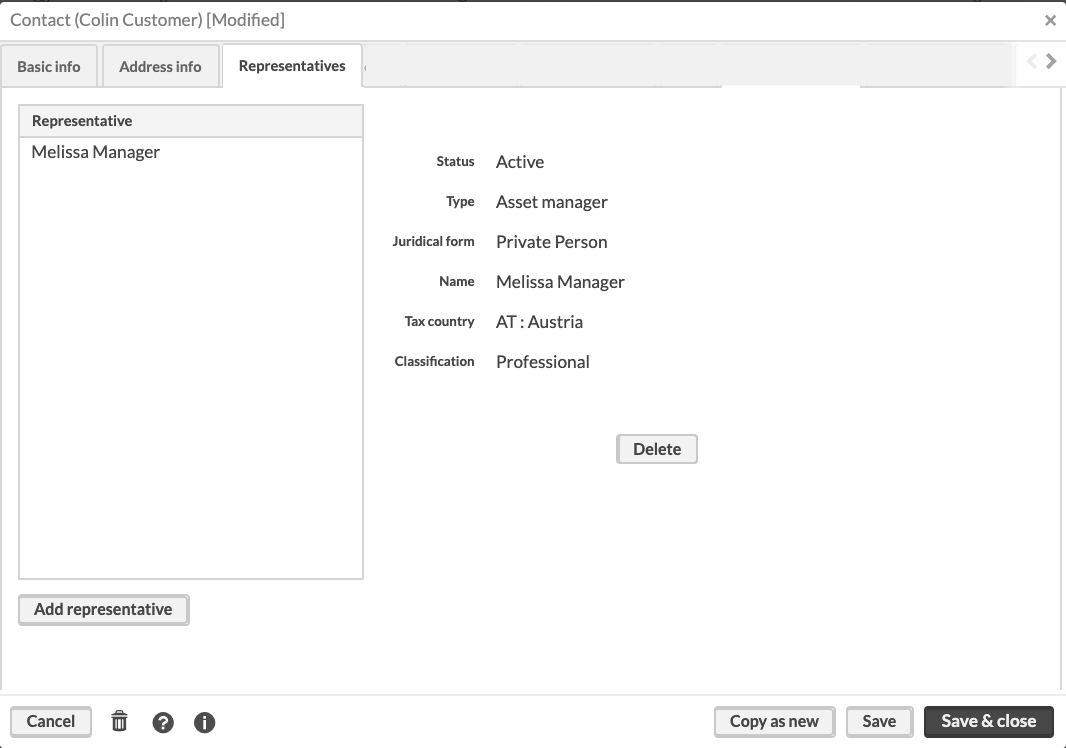 Contact (Colin Customer) [Modified]
Basic info
Address info
Representatives
Representative
Melissa Manager
Status Active
Type Asset manager
Juridical form Private Person
Name Melissa Manager
Tax country AT : Austria
Classification Professional
Delete
Add representative
Cancel
Copy as new
Save
Save & close